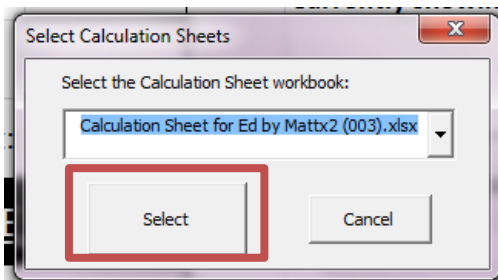 Select Calculation Sheets
Select the Calculation Sheet workbook:
Calculation Sheet for Ed by Mattx2 (003).xlsx
Select
Cancel